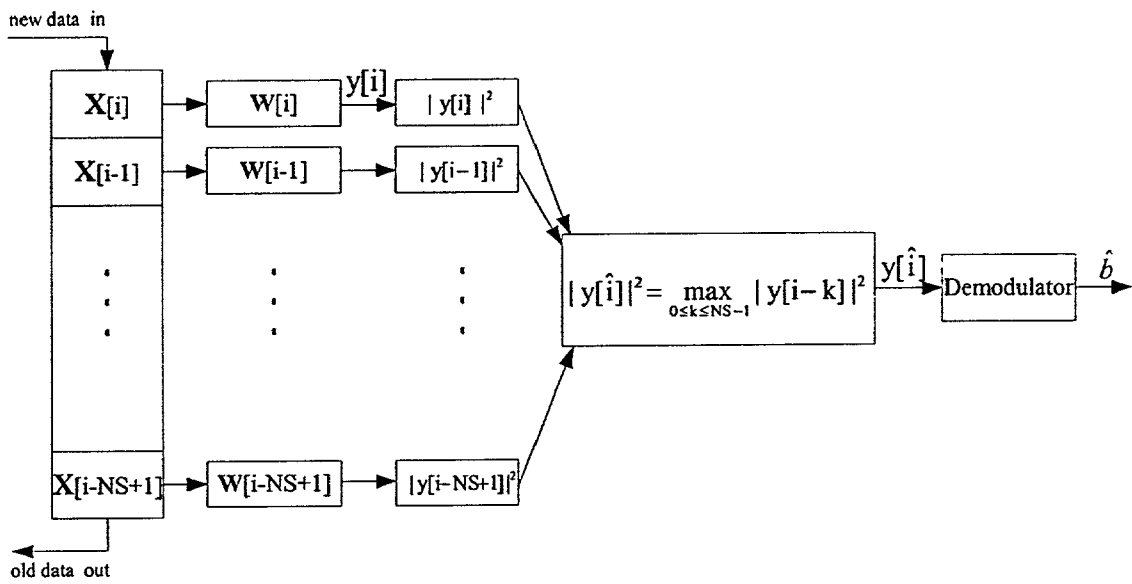 new data in
X[i]
W[i]
y[i]
| y[i] |²
X[i-1]
W[i-1]
| y[i−1]|²
| y[î]|² = max | y[i− k] |²
0≤k≤NS−1
y[î]
Demodulator
b̂
X[i-NS+1]
W[i-NS+1]
| y[i−NS+1]|²
old data out